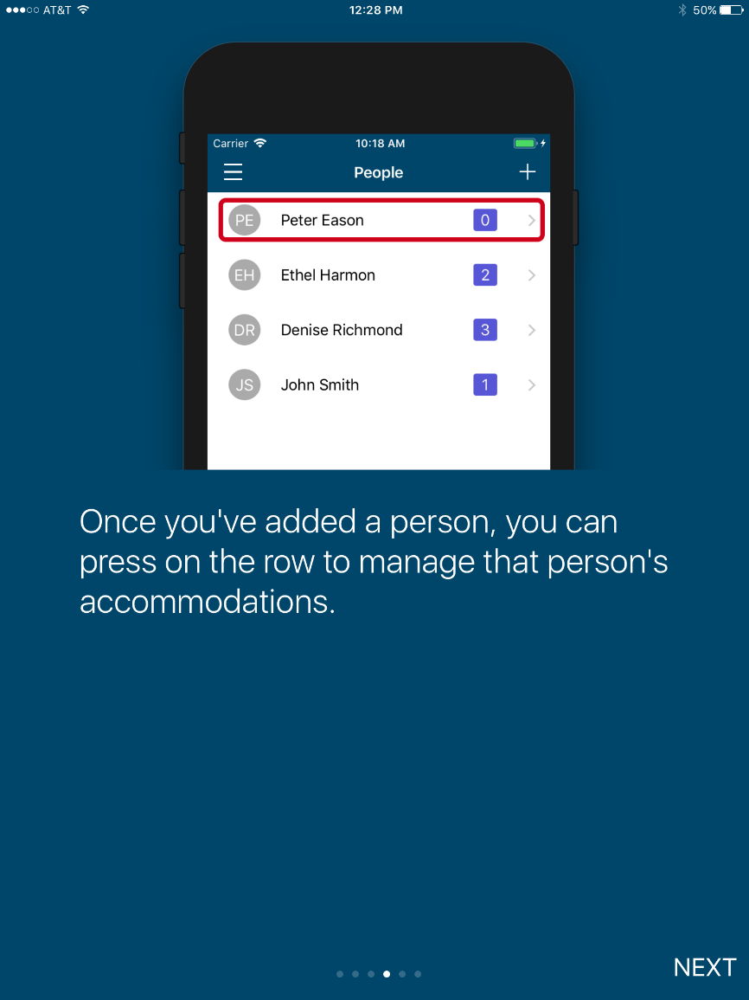 AT&T 12:28 PM 50%
Carrier 10:18 AM
People
PE Peter Eason 0
EH Ethel Harmon 2
DR Denise Richmond 3
JS John Smith 1
Once you've added a person, you can
press on the row to manage that person's
accommodations.
NEXT